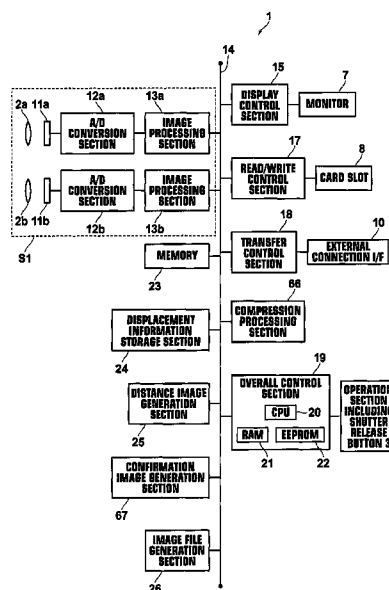 1
14
12a
13a
15
7
2a
11a
A/D CONVERSION SECTION
IMAGE PROCESSING SECTION
DISPLAY CONTROL SECTION
MONITOR
17
8
12b
13b
2b
11b
A/D CONVERSION SECTION
IMAGE PROCESSING SECTION
READ/WRITE CONTROL SECTION
CARD SLOT
S1
18
10
MEMORY
23
TRANSFER CONTROL SECTION
EXTERNAL CONNECTION I/F
66
COMPRESSION PROCESSING SECTION
DISPLACEMENT INFORMATION STORAGE SECTION
24
19
OVERALL CONTROL SECTION
CPU
20
RAM
EEPROM
21
22
OPERATION SECTION INCLUDING SHUTTER RELEASE BUTTON 3
DISTANCE IMAGE GENERATION SECTION
25
CONFIRMATION IMAGE GENERATION SECTION
67
IMAGE FILE GENERATION SECTION
26